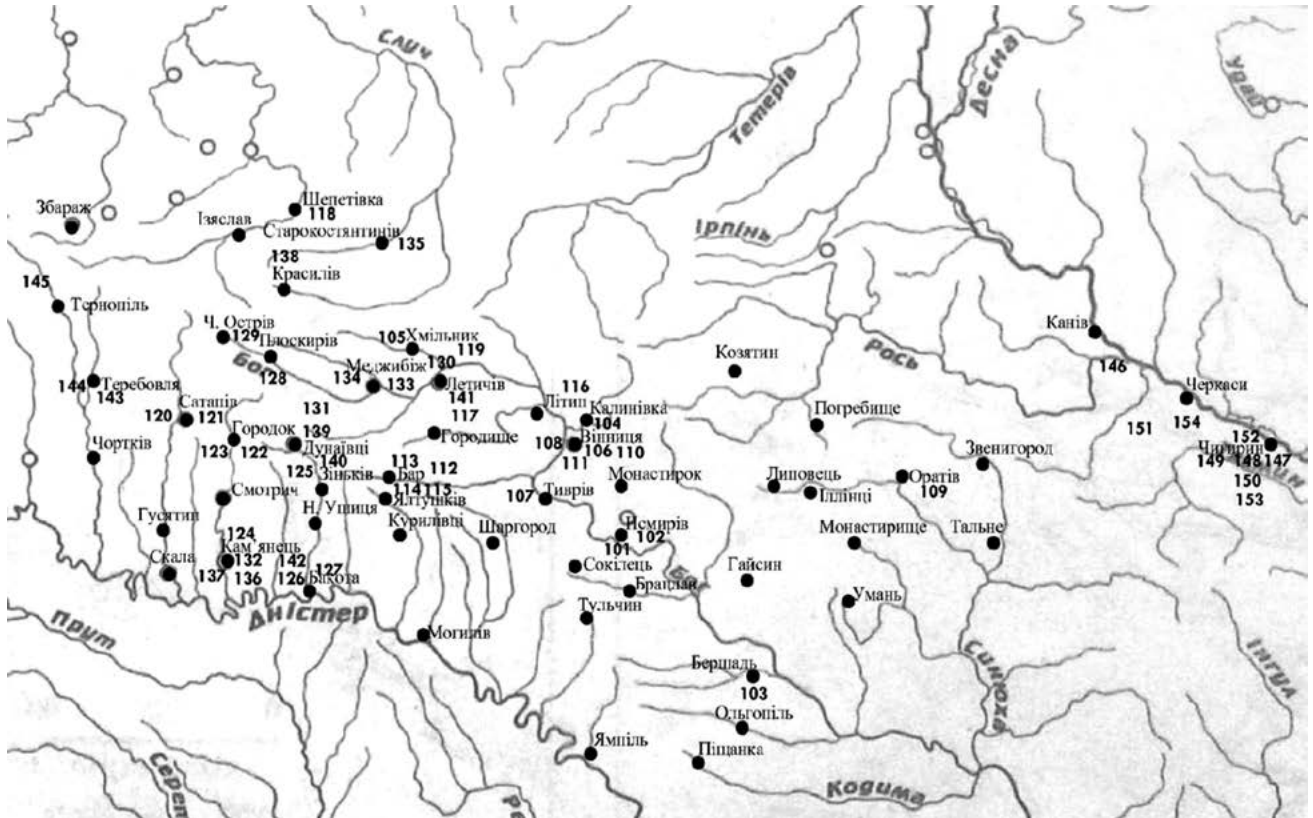 Случ
Десна
Удай
Тетерів
Шепетівка
118
Збараж
Ізяслав
Старокостянтинів
135
Ірпінь
138
Красилів
145
Тернопіль
Ч. Острів
129
105
Хмільник
119
Канів
Плоскирів
Рось
Козятин
146
128
Меджибіж
130
134
133
Летичів
141
116
144
Теребовля
143
Черкаси
154
120
Сатанів
121
131
117
Літин
Калинівка
104
Погребище
151
Городок
139
Городище
108
Вінниця
106
110
152
Чигирин
149
148
147
123
122
Дунаївці
140
111
Звенигород
Чортків
125
Зіньків
113
112
Бар
Монастирок
150
114
115
107
Тиврів
Липовець
Іллінці
Оратів
109
153
Смотрич
Ялтушків
Н. Ушиця
Курилівці
Шаргород
Гусятин
124
Немирів
101
102
Монастирище
Тальне
Скала
Кам'янець
132
142
127
137
136
126
Бакота
Сокілець
Гайсин
Брацлав
Умань
Дністер
Тульчин
Прут
Могилів
Бершадь
103
Синюха
Інгул
Ольгопіль
Ямпіль
Піщанка
Кодима
Серет
Ре